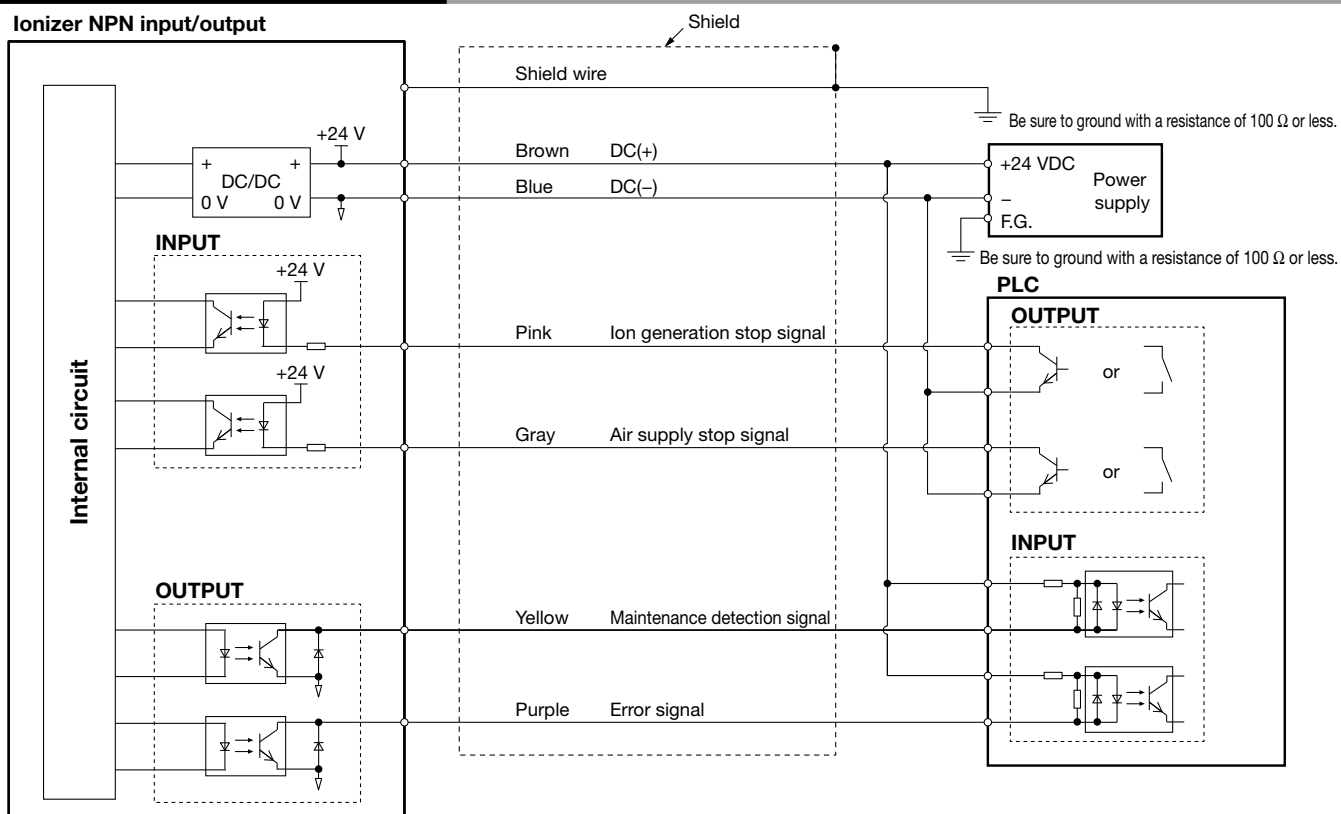 Ionizer NPN input/output
Shield
Shield wire
Be sure to ground with a resistance of 100 Ω or less.
+24 V
Brown DC(+)
Blue DC(–)
+ +
DC/DC
0 V 0 V
+24 VDC
–
F.G.
Power
supply
Be sure to ground with a resistance of 100 Ω or less.
INPUT
+24 V
+24 V
Internal circuit
Pink Ion generation stop signal
Gray Air supply stop signal
PLC
OUTPUT
or
or
INPUT
OUTPUT
Yellow Maintenance detection signal
Purple Error signal